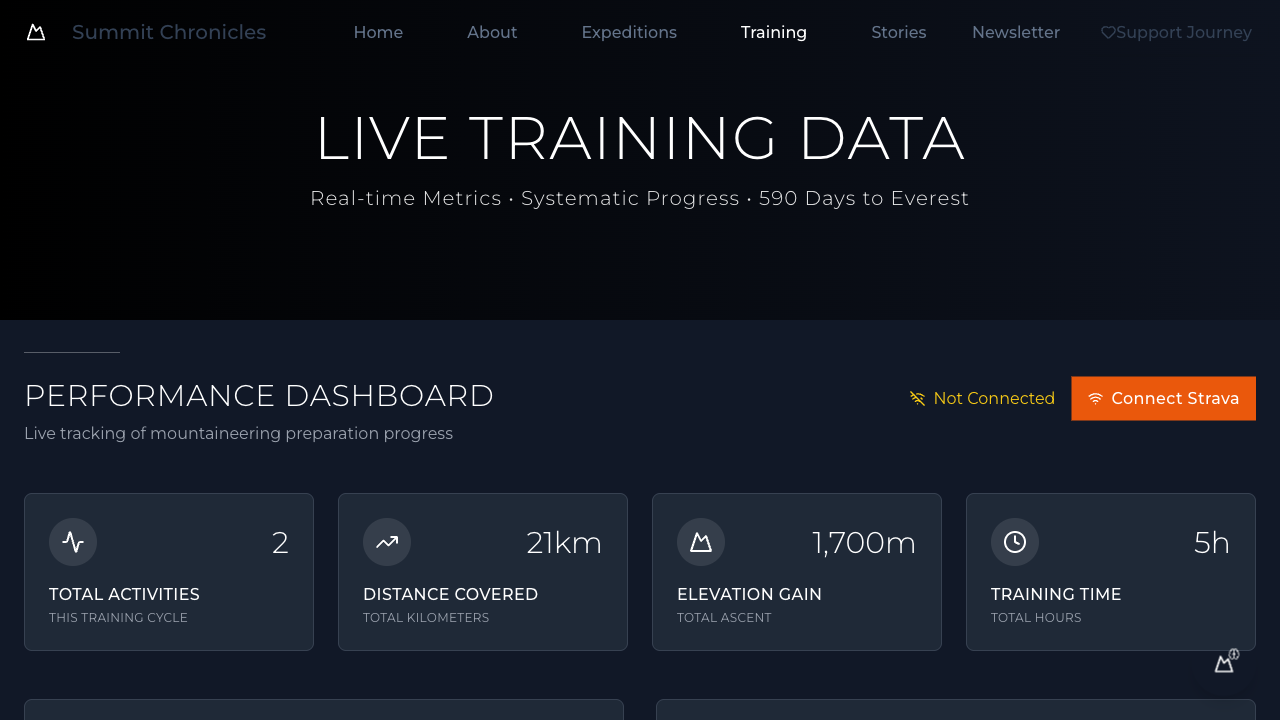 Summit Chronicles
Home
About
Expeditions
Training
Stories
Newsletter
Support Journey
LIVE TRAINING DATA
Real-time Metrics • Systematic Progress • 590 Days to Everest
PERFORMANCE DASHBOARD
Live tracking of mountaineering preparation progress
Not Connected
Connect Strava
2
TOTAL ACTIVITIES
THIS TRAINING CYCLE
21km
DISTANCE COVERED
TOTAL KILOMETERS
1,700m
ELEVATION GAIN
TOTAL ASCENT
5h
TRAINING TIME
TOTAL HOURS